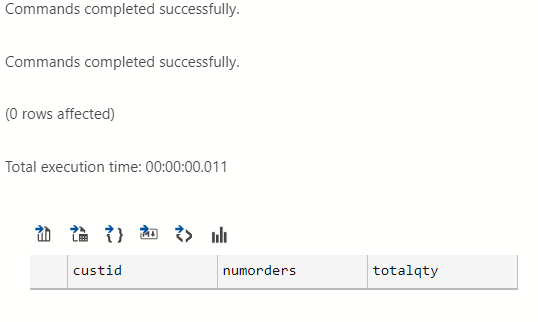 Commands completed successfully.
Commands completed successfully.
(0 rows affected)
Total execution time: 00:00:00.011
custid numorders totalqty